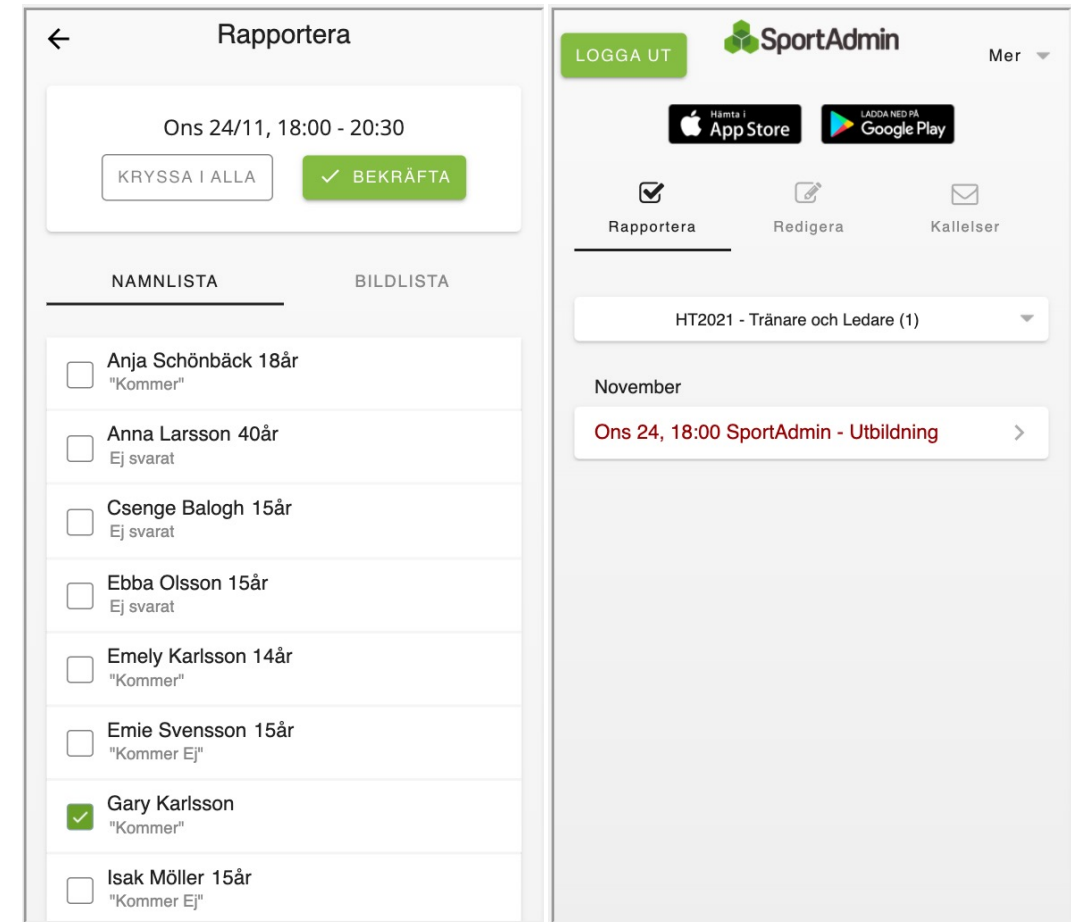 Rapportera
Ons 24/11, 18:00 - 20:30
KRYSSA I ALLA
BEKRÄFTA
NAMNLISTA
BILDLISTA
Anja Schönbäck 18år
"Kommer"
Anna Larsson 40år
Ej svarat
Csenge Balogh 15år
Ej svarat
Ebba Olsson 15år
Ej svarat
Emely Karlsson 14år
"Kommer"
Emie Svensson 15år
"Kommer Ej"
Gary Karlsson
"Kommer"
Isak Möller 15år
"Kommer Ej"
LOGGA UT
SportAdmin
Mer
Hämta i
App Store
LADDA NED PÅ
Google Play
Rapportera
Redigera
Kallelser
HT2021 - Tränare och Ledare (1)
November
Ons 24, 18:00 SportAdmin - Utbildning